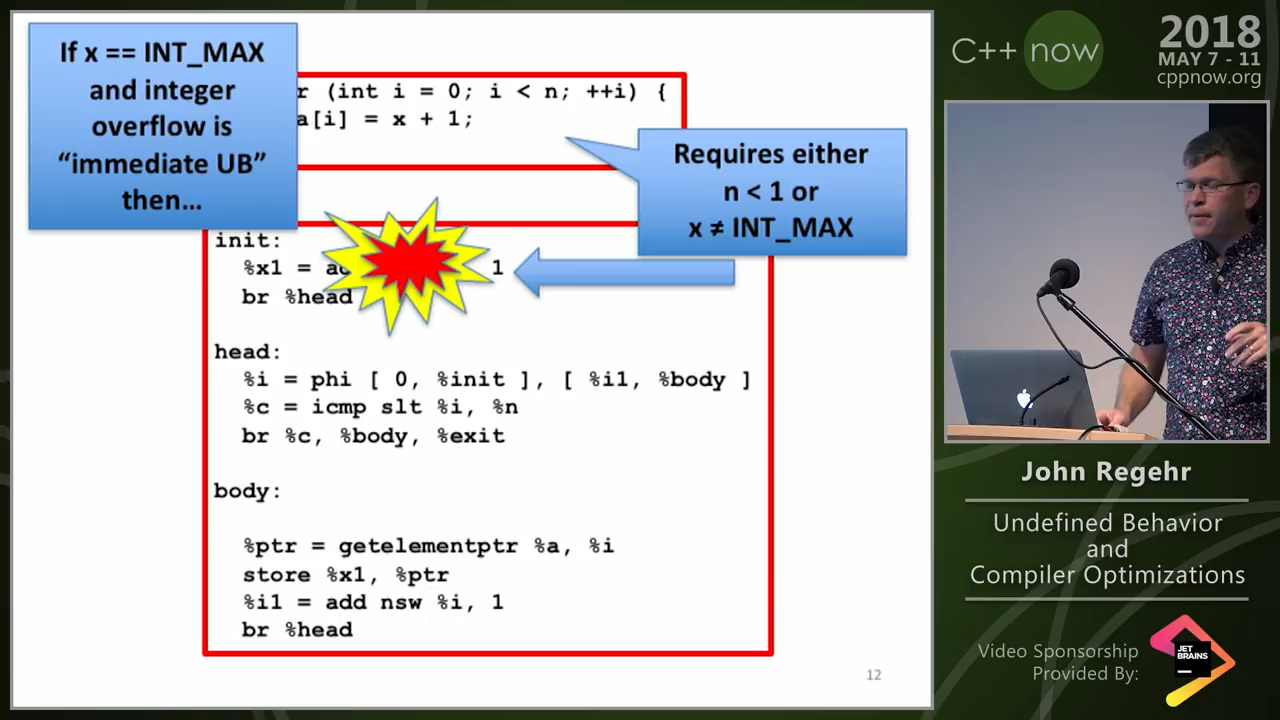 If x == INT_MAX
and integer
overflow is
“immediate UB”
then…
r (int i = 0; i < n; ++i) {
a[i] = x + 1;
Requires either
n < 1 or
x ≠ INT_MAX
init:
%x1 = 1
br %head
head:
%i = phi [ 0, %init ], [ %i1, %body ]
%c = icmp slt %i, %n
br %c, %body, %exit
body:
%ptr = getelementptr %a, %i
store %x1, %ptr
%i1 = add nsw %i, 1
br %head
12
C++ now
2018
MAY 7 - 11
cppnow.org
John Regehr
Undefined Behavior
and
Compiler Optimizations
Video Sponsorship
Provided By:
JET
BRAINS